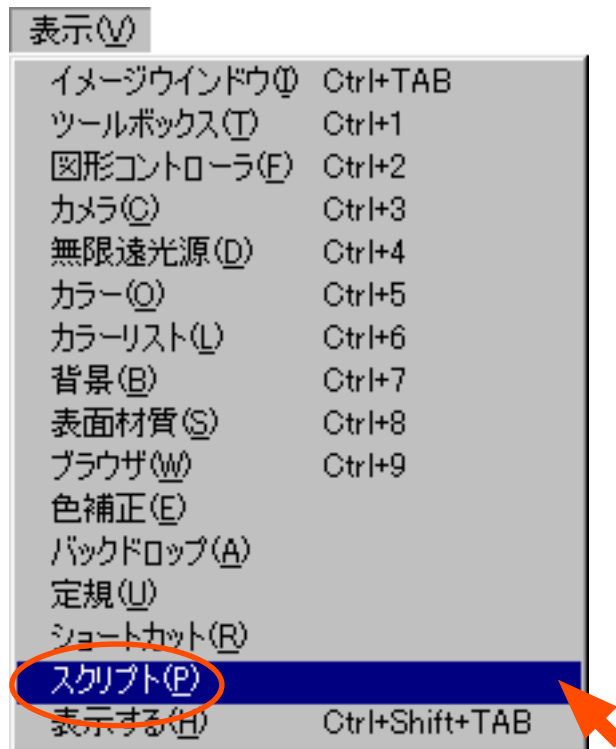 表示(V)
イメージウインドウ(I) Ctrl+TAB
ツールボックス(T) Ctrl+1
図形コントローラ(F) Ctrl+2
カメラ(C) Ctrl+3
無限遠光源(D) Ctrl+4
カラー(O) Ctrl+5
カラーリスト(L) Ctrl+6
背景(B) Ctrl+7
表面材質(S) Ctrl+8
ブラウザ(W) Ctrl+9
色補正(E)
バックドロップ(A)
定規(U)
ショートカット(R)
スクリプト(P)
表示する(H) Ctrl+Shift+TAB